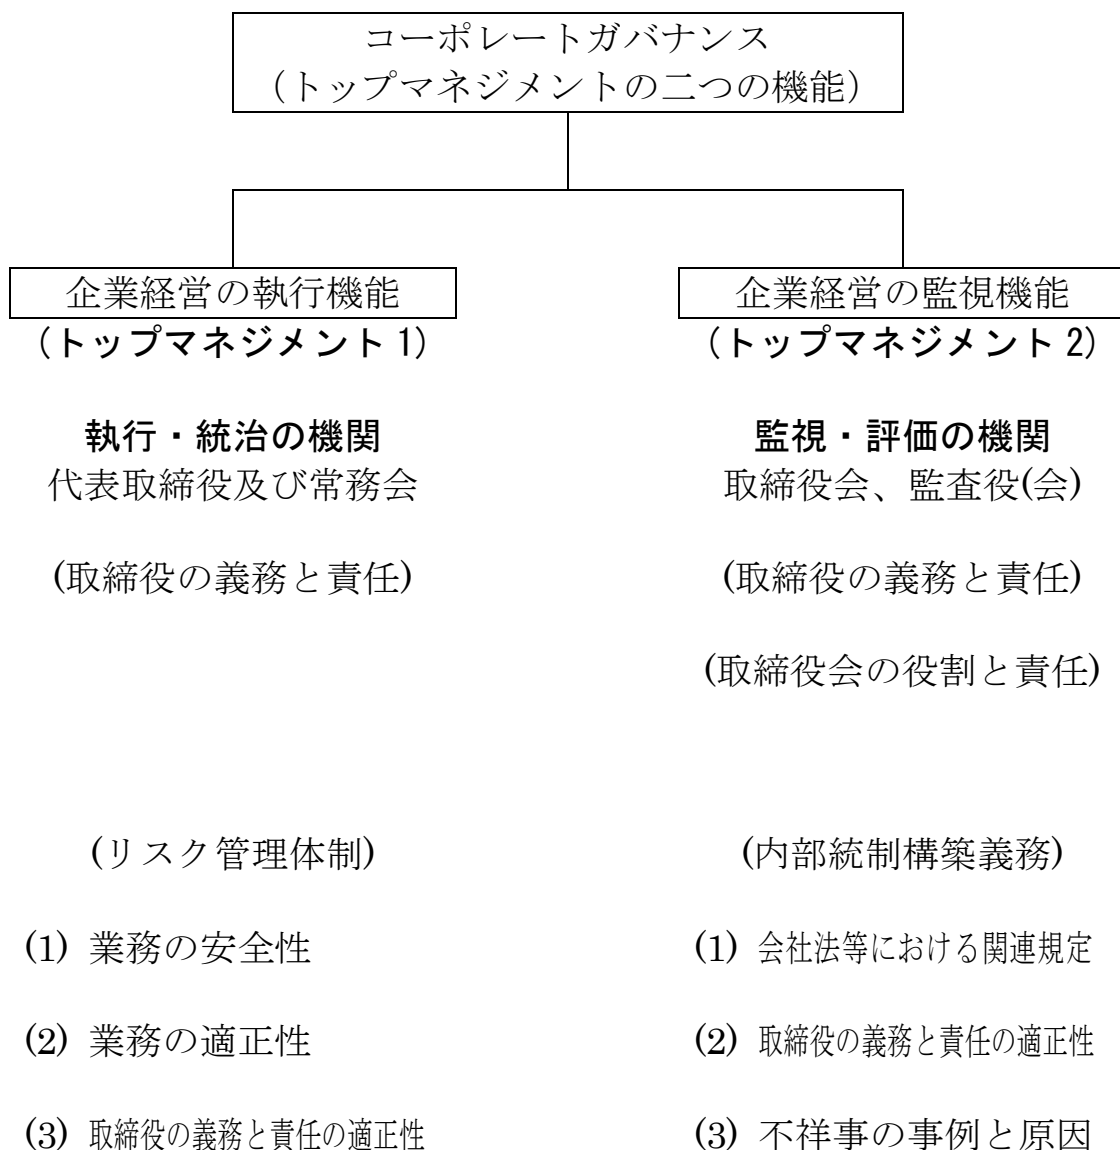 コーポレートガバナンス
（トップマネジメントの二つの機能）
企業経営の執行機能
（トップマネジメント 1）
執行・統治の機関
代表取締役及び常務会
(取締役の義務と責任)
(リスク管理体制)
(1) 業務の安全性
(2) 業務の適正性
(3) 取締役の義務と責任の適正性
企業経営の監視機能
（トップマネジメント 2）
監視・評価の機関
取締役会、監査役(会)
(取締役の義務と責任)
(取締役会の役割と責任)
(内部統制構築義務)
(1) 会社法等における関連規定
(2) 取締役の義務と責任の適正性
(3) 不祥事の事例と原因